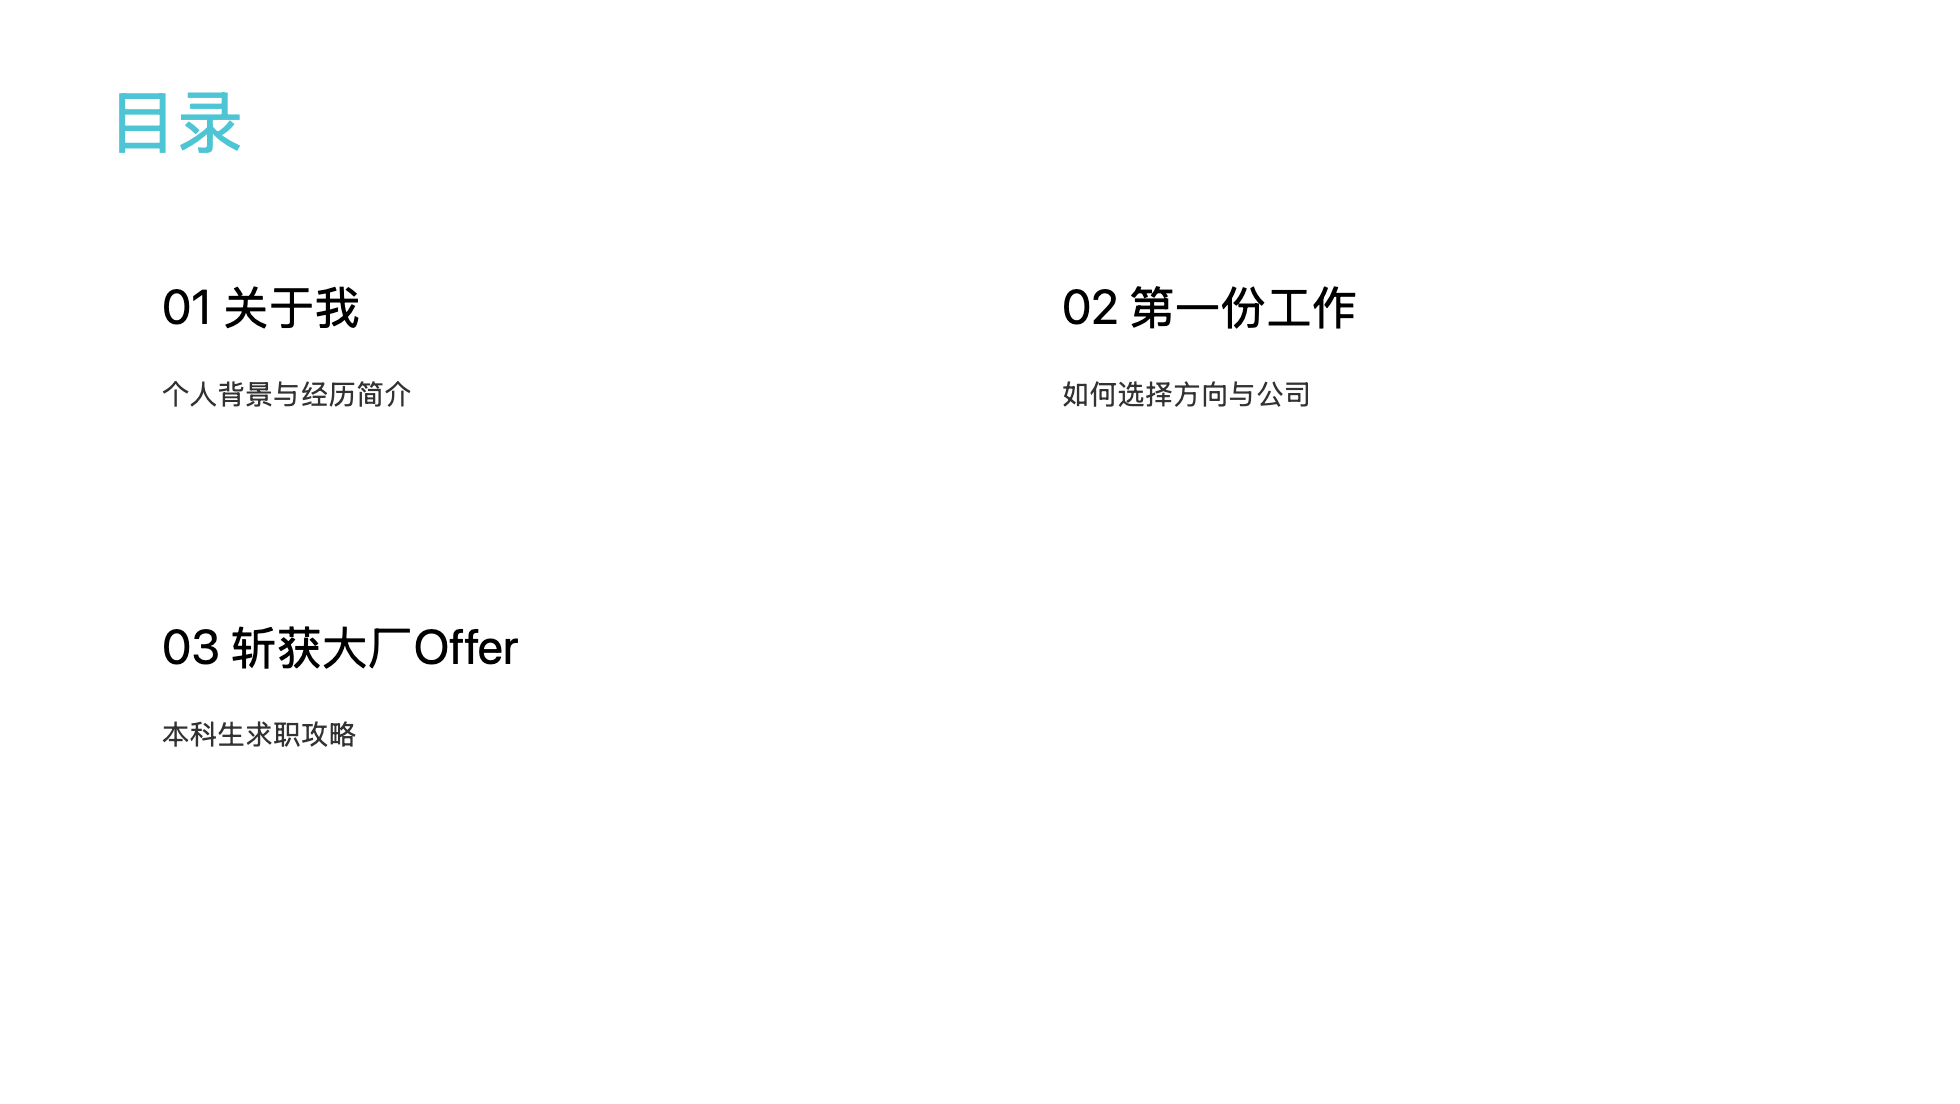 目录
01 关于我
个人背景与经历简介
02 第一份工作
如何选择方向与公司
03 斩获大厂Offer
本科生求职攻略